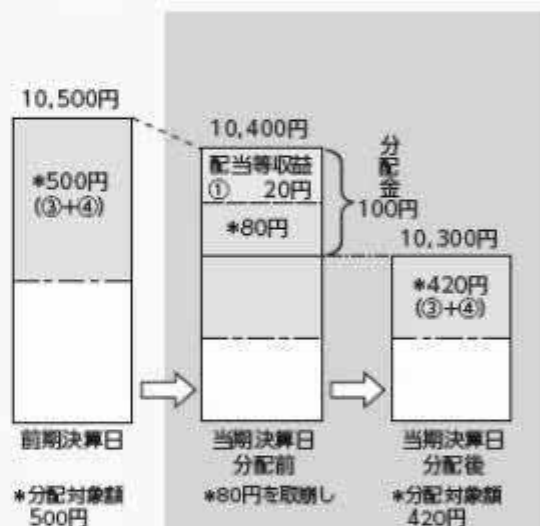 10,500円
*500円
(③+④)
前期決算日
*分配対象額
500円
10,400円
配当等収益
① 20円
*80円
分配金
100円
当期決算日
分配前
*80円を取崩し
10,300円
*420円
(③+④)
当期決算日
分配後
*分配対象額
420円